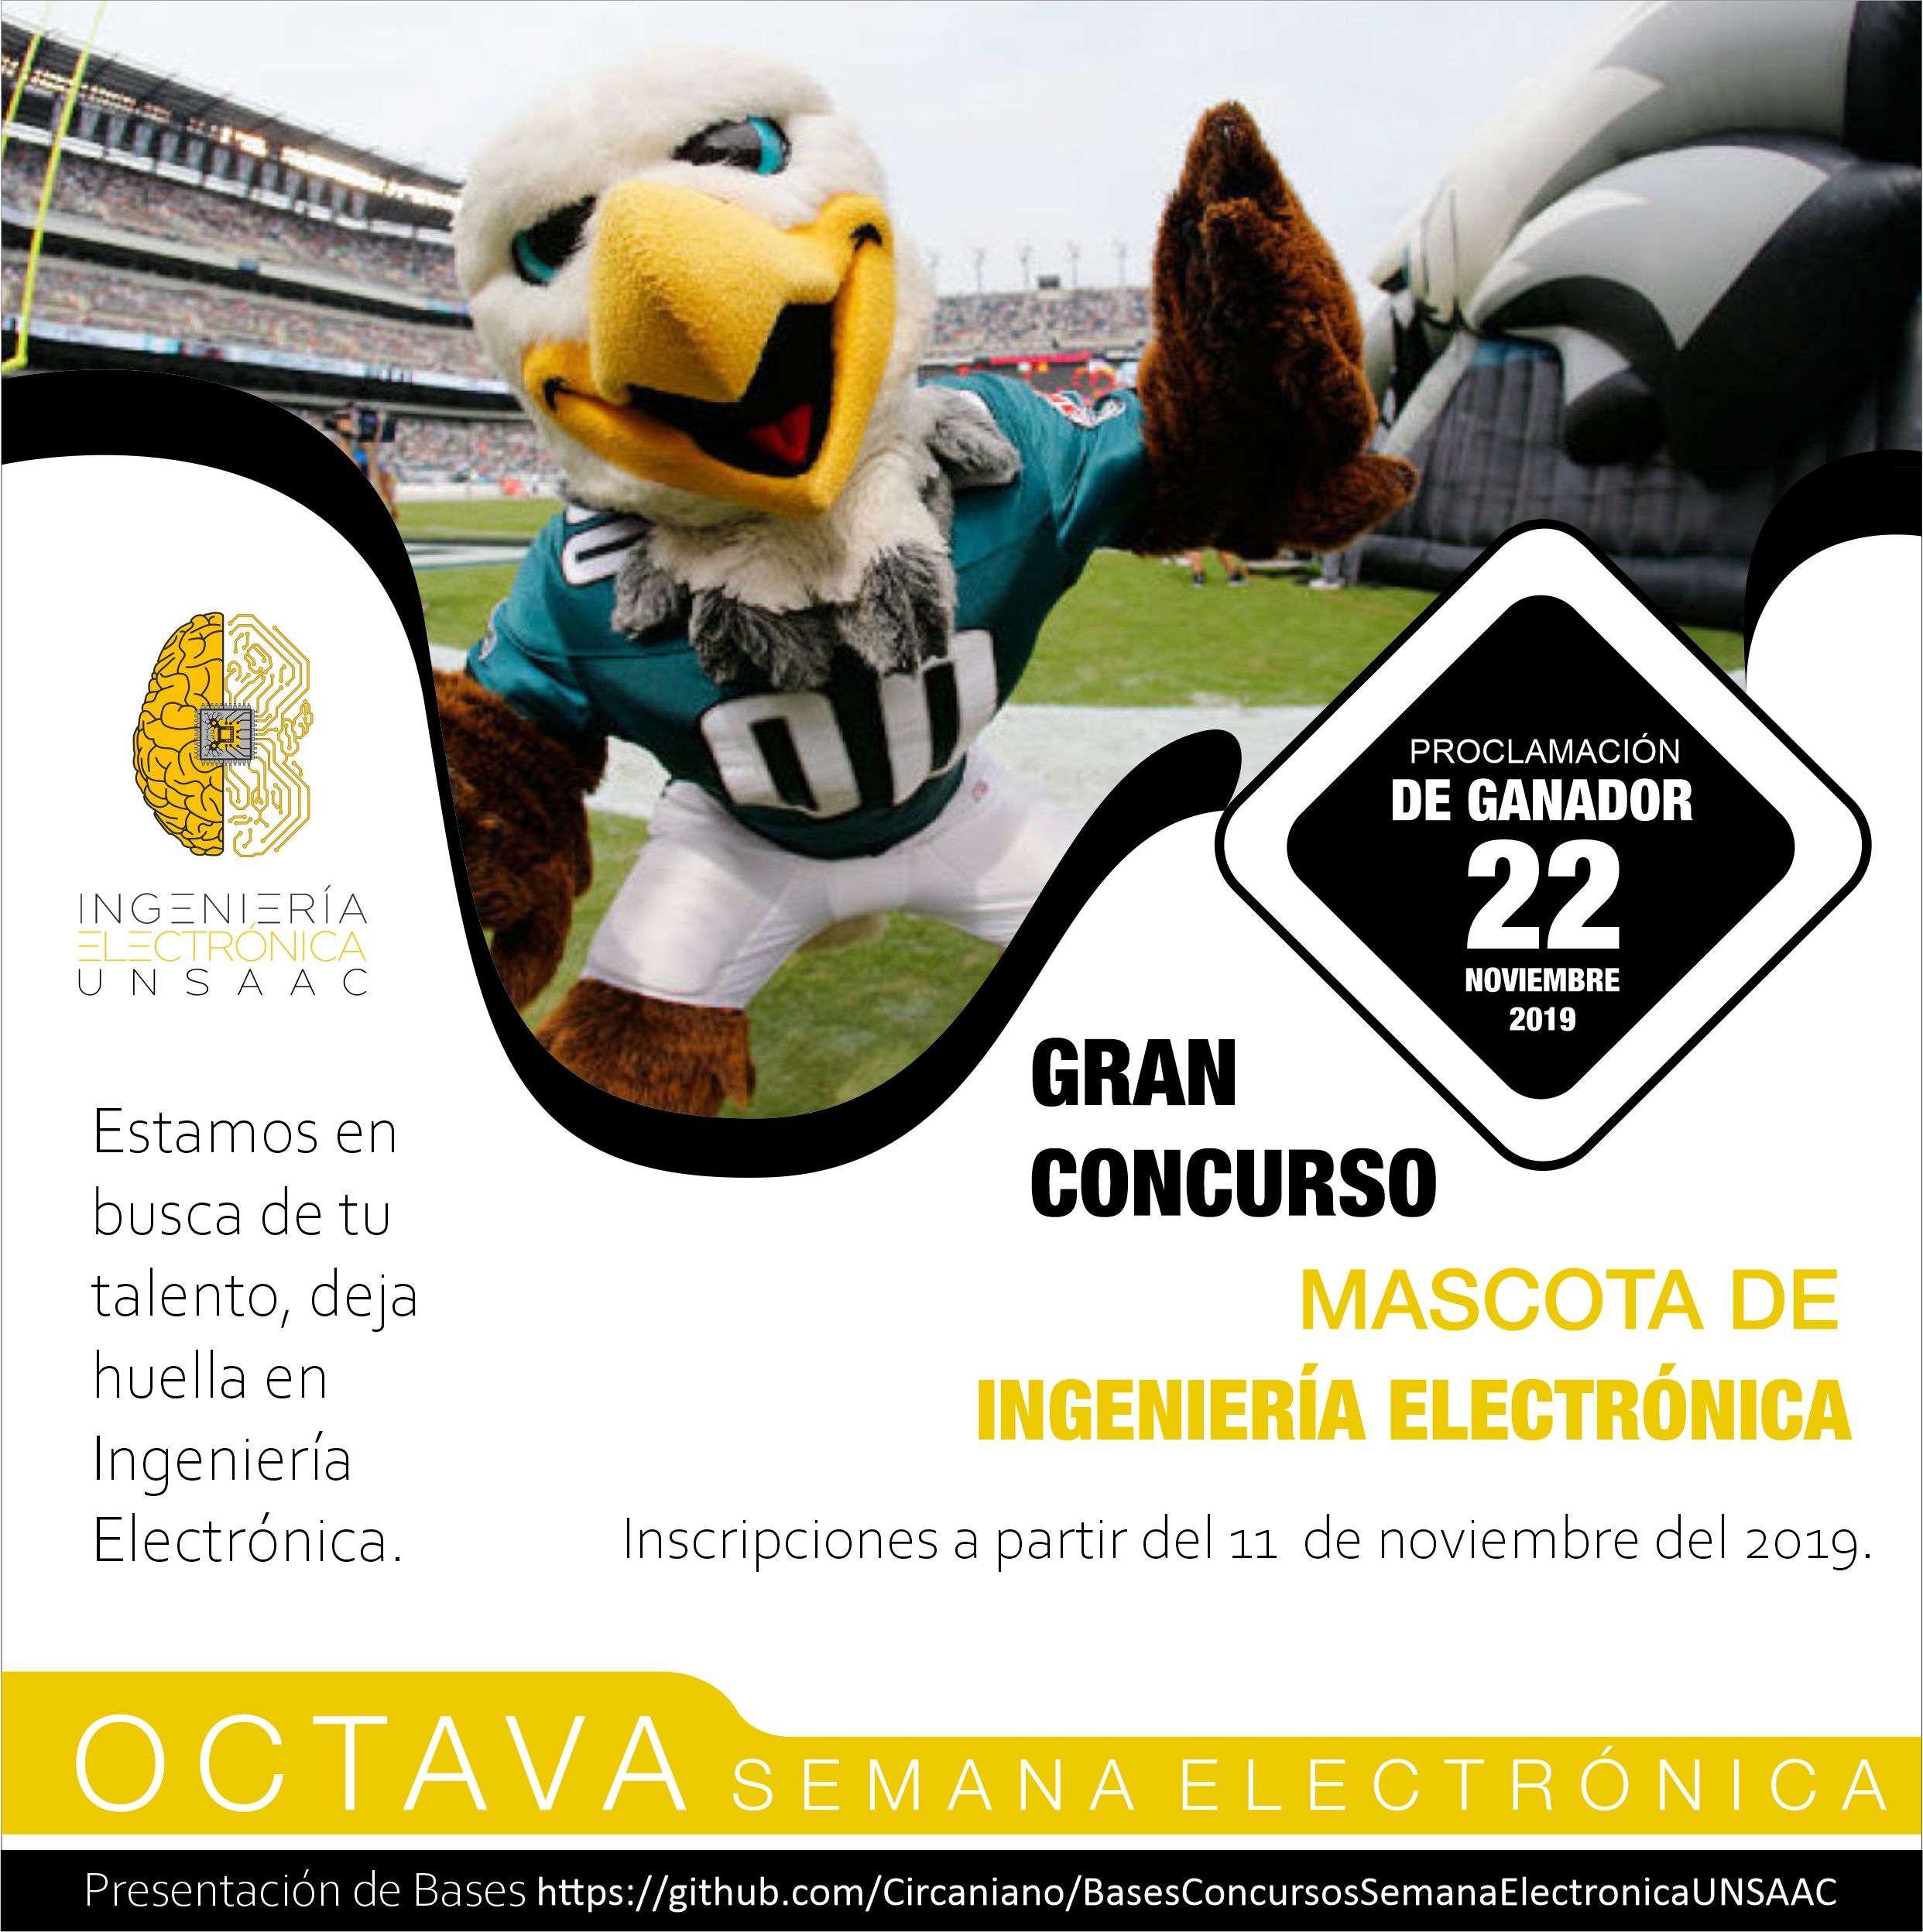 00
INGENIERÍA
ELECTRÓNICA
UNSAAC
PROCLAMACIÓN
DE GANADOR
22
NOVIEMBRE
2019
Estamos en
busca de tu
talento, deja
huella en
Ingeniería
Electrónica.
GRAN
CONCURSO
MASCOTA DE
INGENIERÍA ELECTRÓNICA
Inscripciones a partir del 11 de noviembre del 2019.
OCTAVA SEMANA ELECTRÓNICA
Presentación de Bases https://github.com/Circaniano/BasesConcursosSemanaElectronicaUNSAAC